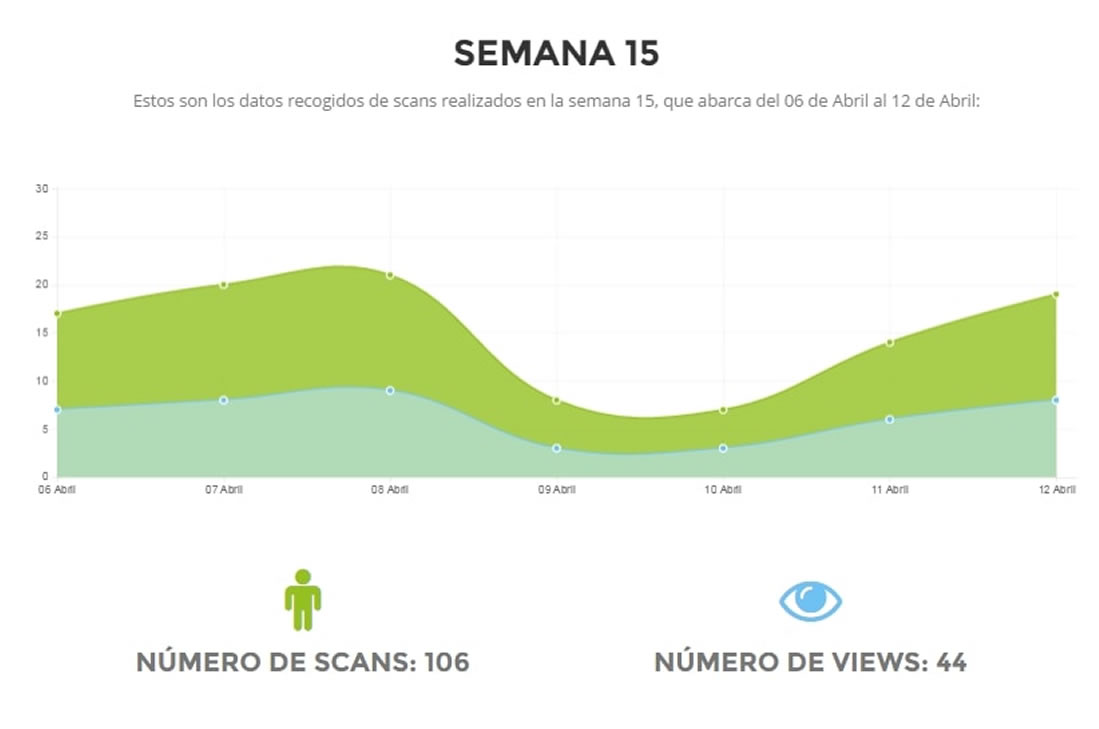 SEMANA 15
Estos son los datos recogidos de scans realizados en la semana 15, que abarca del 06 de Abril al 12 de Abril:
30
25
20
15
10
5
0
06 Abril 07 Abril 08 Abril 09 Abril 10 Abril 11 Abril 12 Abril
NÚMERO DE SCANS: 106 NÚMERO DE VIEWS: 44